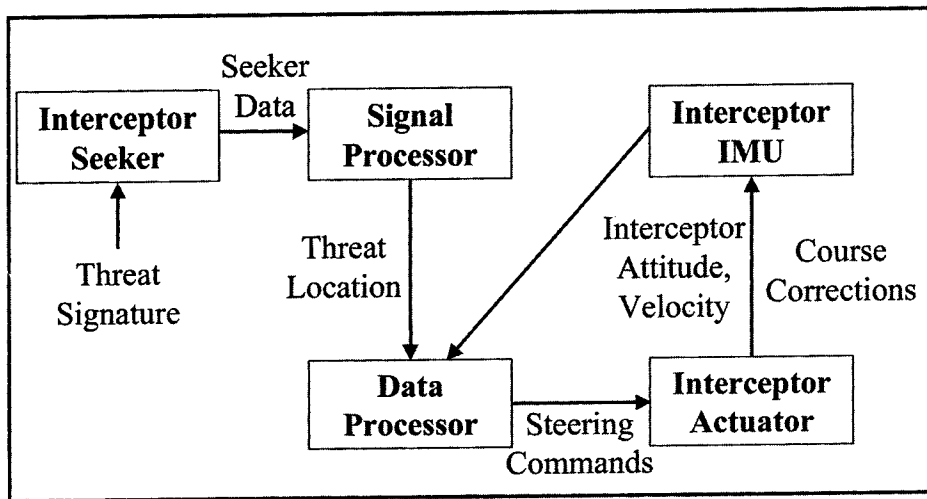 Seeker
Data
Interceptor
Seeker
Signal
Processor
Interceptor
IMU
Threat
Signature
Threat
Location
Interceptor
Attitude,
Velocity
Course
Corrections
Data
Processor
Steering
Commands
Interceptor
Actuator